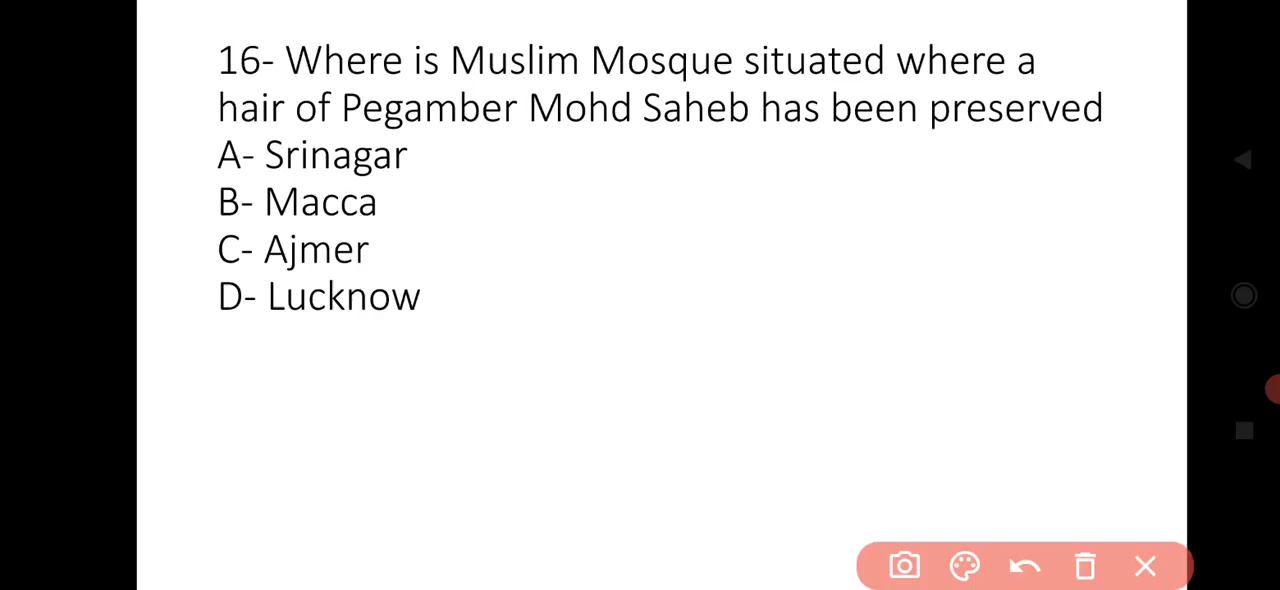 16- Where is Muslim Mosque situated where a
hair of Pegamber Mohd Saheb has been preserved
A- Srinagar
B- Macca
C- Ajmer
D- Lucknow